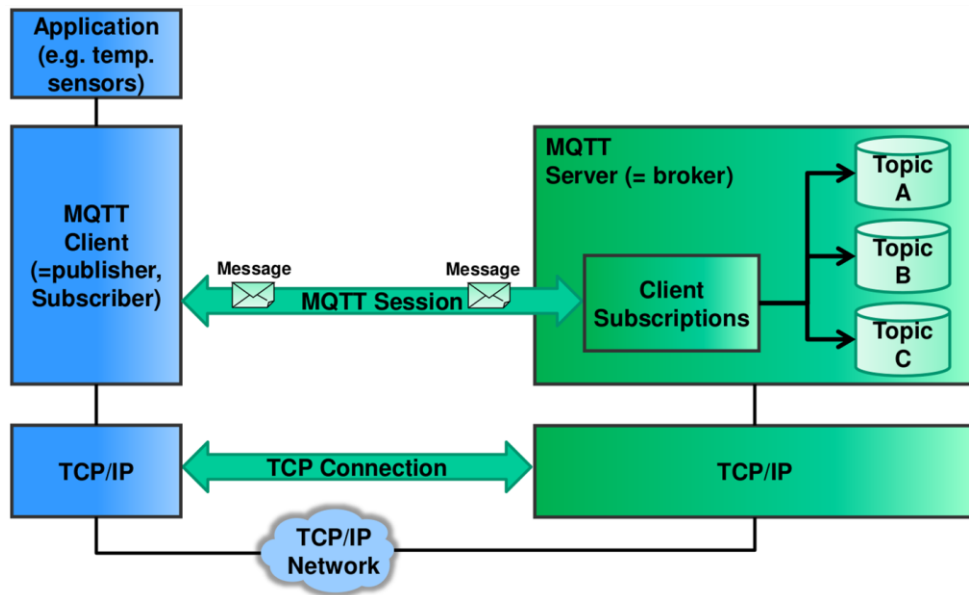 Application
(e.g. temp.
sensors)
MQTT
Client
(=publisher,
Subscriber)
Message
Message
MQTT Session
MQTT
Server (= broker)
Client
Subscriptions
Topic
A
Topic
B
Topic
C
TCP/IP
TCP Connection
TCP/IP
TCP/IP
Network